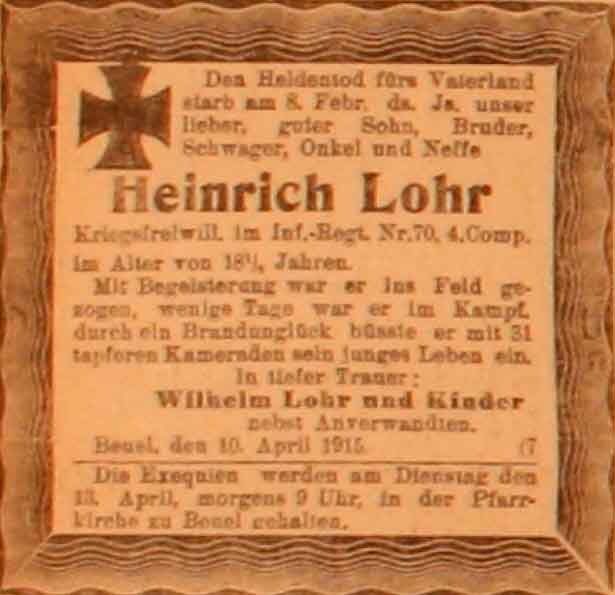 Den Heldentod fürs Vaterland
starb am 8. Febr. ds. Js. unser
lieber, guter Sohn, Bruder,
Schwager, Onkel und Neffe
Heinrich Lohr
Kriegsfreiwill. im Inf.-Regt. Nr. 70, 4. Comp.
im Alter von Jahren.
Mit Begeisterung war er ins Feld ge-
zogen, wenige Tage war er im Kampf,
durch ein Brandunglück büsste er mit 31
tapferen Kameraden sein junges Leben ein.
In tiefer Trauer:
Wilhelm Lohr und Kinder
nebst Anverwandten.
Beuel, den 10. April 1915. (7
Die Exequien werden am Dienstag den
13. April, morgens 9 Uhr, in der Pfarr-
kirche zu Beuel gehalten.